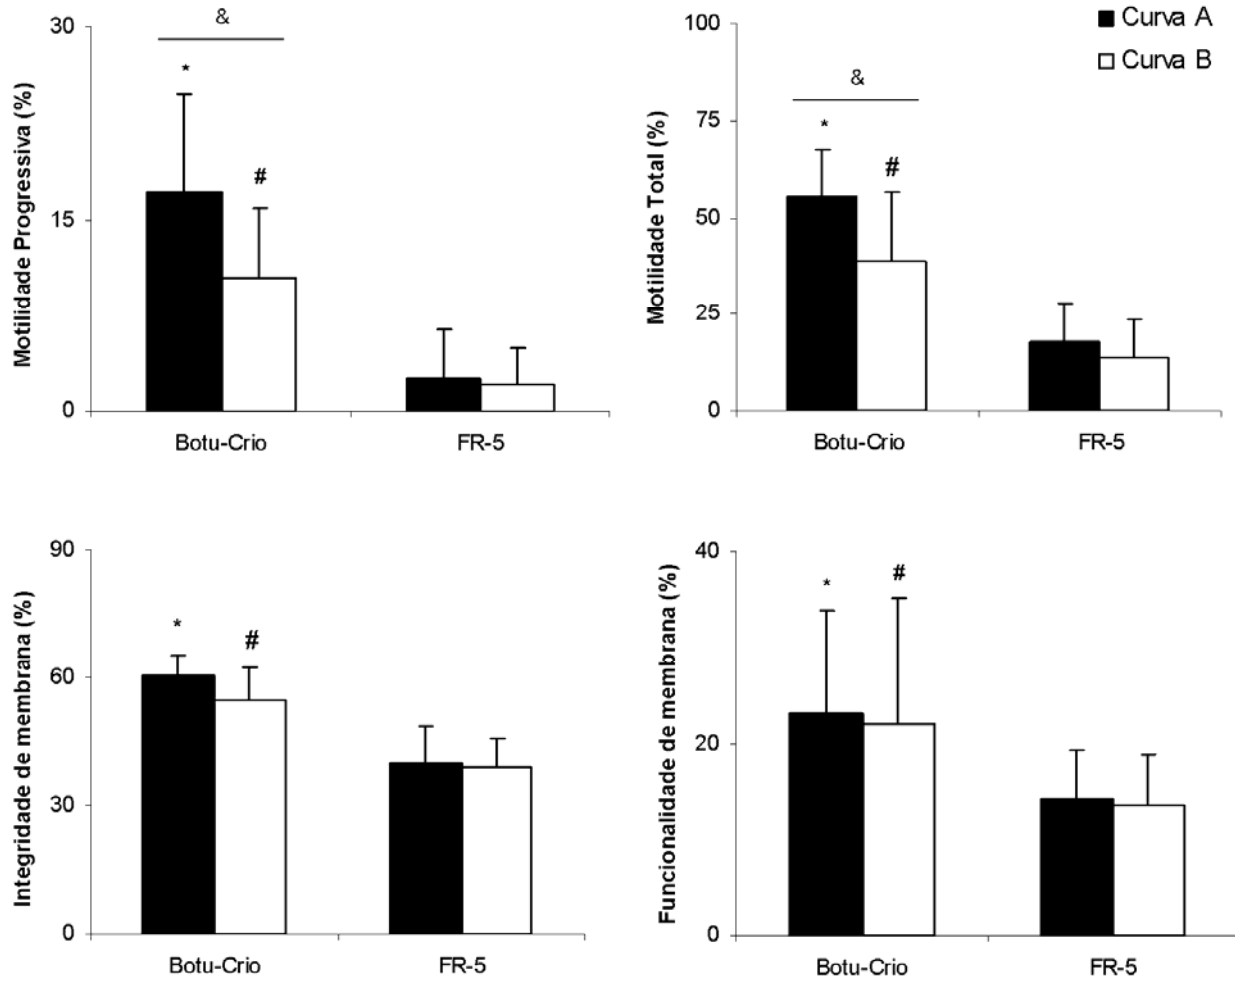 30
&
*
#
Motilidade Progressiva (%)
15
0
Botu-Crio
FR-5
100
Curva A
Curva B
&
75
*
#
Motilidade Total (%)
50
25
0
Botu-Crio
FR-5
90
*
#
60
Integridade de membrana (%)
30
0
Botu-Crio
FR-5
40
*
#
Funcionalidade de membrana (%)
20
0
Botu-Crio
FR-5